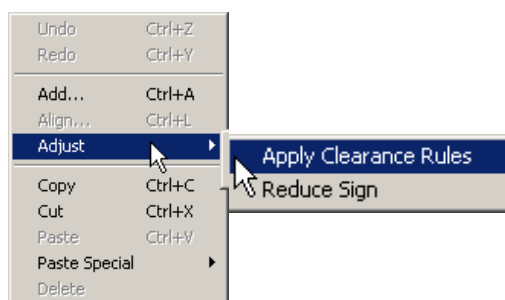 Undo Ctrl+Z
Redo Ctrl+Y
Add... Ctrl+A
Align... Ctrl+L
Adjust
Apply Clearance Rules
Reduce Sign
Copy Ctrl+C
Cut Ctrl+X
Paste Ctrl+V
Paste Special
Delete